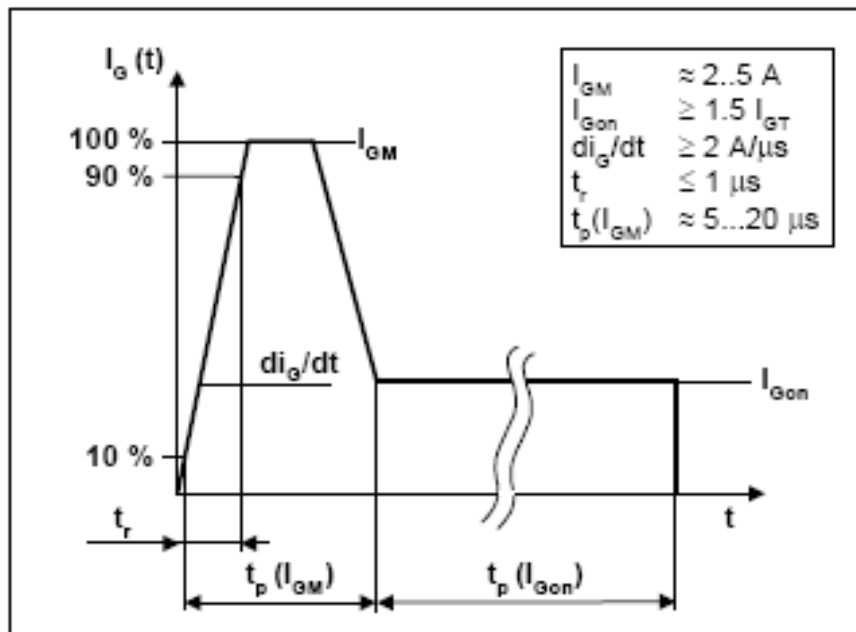 I_G (t)
100 %
90 %
10 %
I_GM
di_G/dt
I_Gon
t
t_r
t_p (I_GM)
t_p (I_Gon)
I_GM ≈ 2..5 A
I_Gon ≥ 1.5 I_GT
di_G/dt ≥ 2 A/μs
t_r ≤ 1 μs
t_p(I_GM) ≈ 5...20 μs